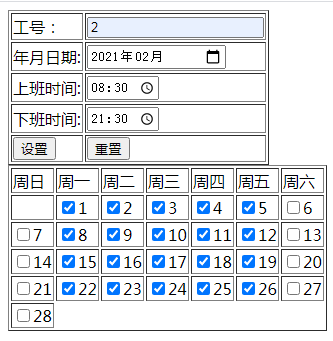 工号：
2
年月日期:
2021年02月
上班时间:
08:30
下班时间:
21:30
设置
重置
周日 周一 周二 周三 周四 周五 周六
1 2 3 4 5 6
7 8 9 10 11 12 13
14 15 16 17 18 19 20
21 22 23 24 25 26 27
28